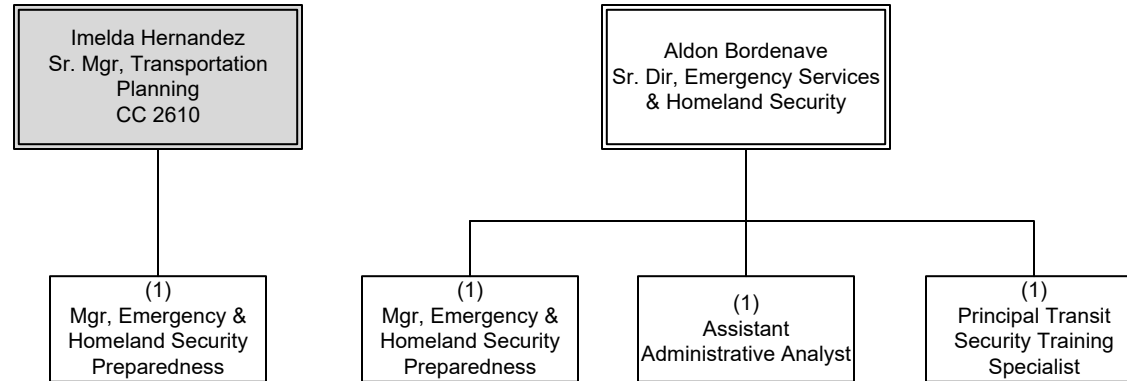 Imelda Hernandez
Sr. Mgr, Transportation
Planning
CC 2610
Aldon Bordenave
Sr. Dir, Emergency Services
& Homeland Security
(1)
Mgr, Emergency &
Homeland Security
Preparedness
(1)
Mgr, Emergency &
Homeland Security
Preparedness
(1)
Assistant
Administrative Analyst
(1)
Principal Transit
Security Training
Specialist